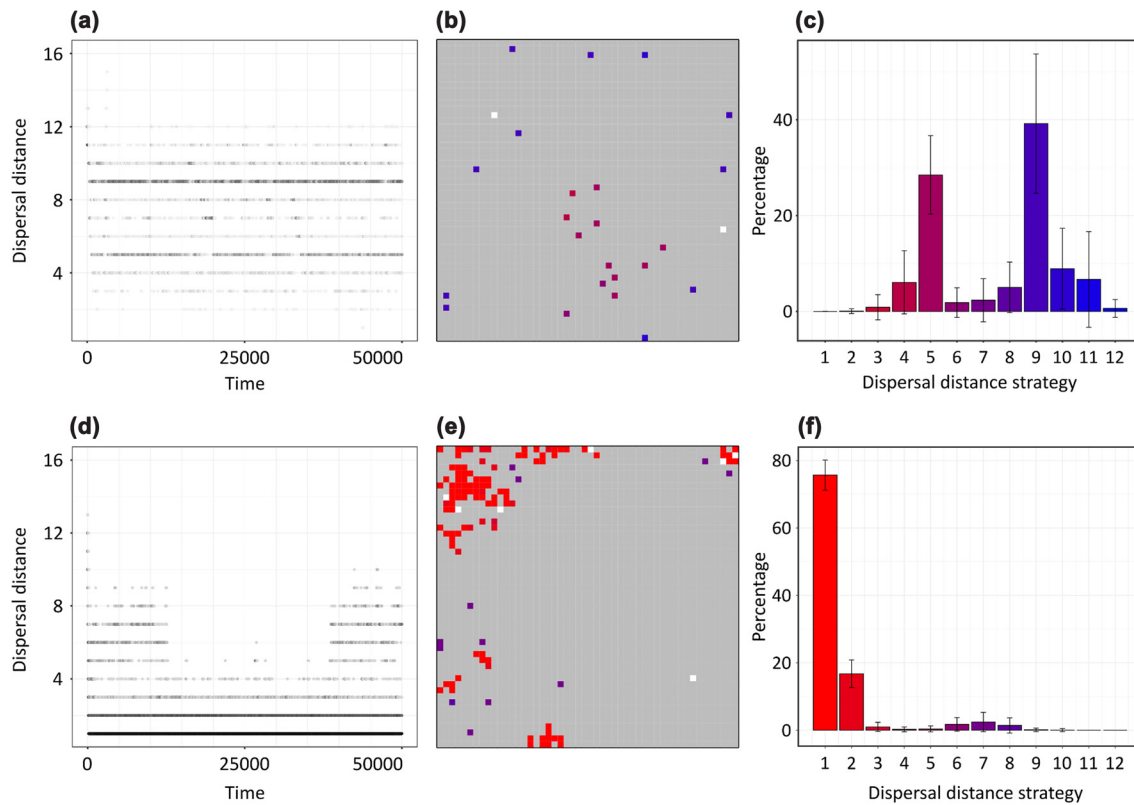 (a)
(b)
(c)
16
12
8
4
Dispersal distance
0
25000
50000
Time
40
20
0
Percentage
1 2 3 4 5 6 7 8 9 10 11 12
Dispersal distance strategy
(d)
(e)
(f)
16
12
8
4
Dispersal distance
0
25000
50000
Time
80
60
40
20
0
Percentage
1 2 3 4 5 6 7 8 9 10 11 12
Dispersal distance strategy